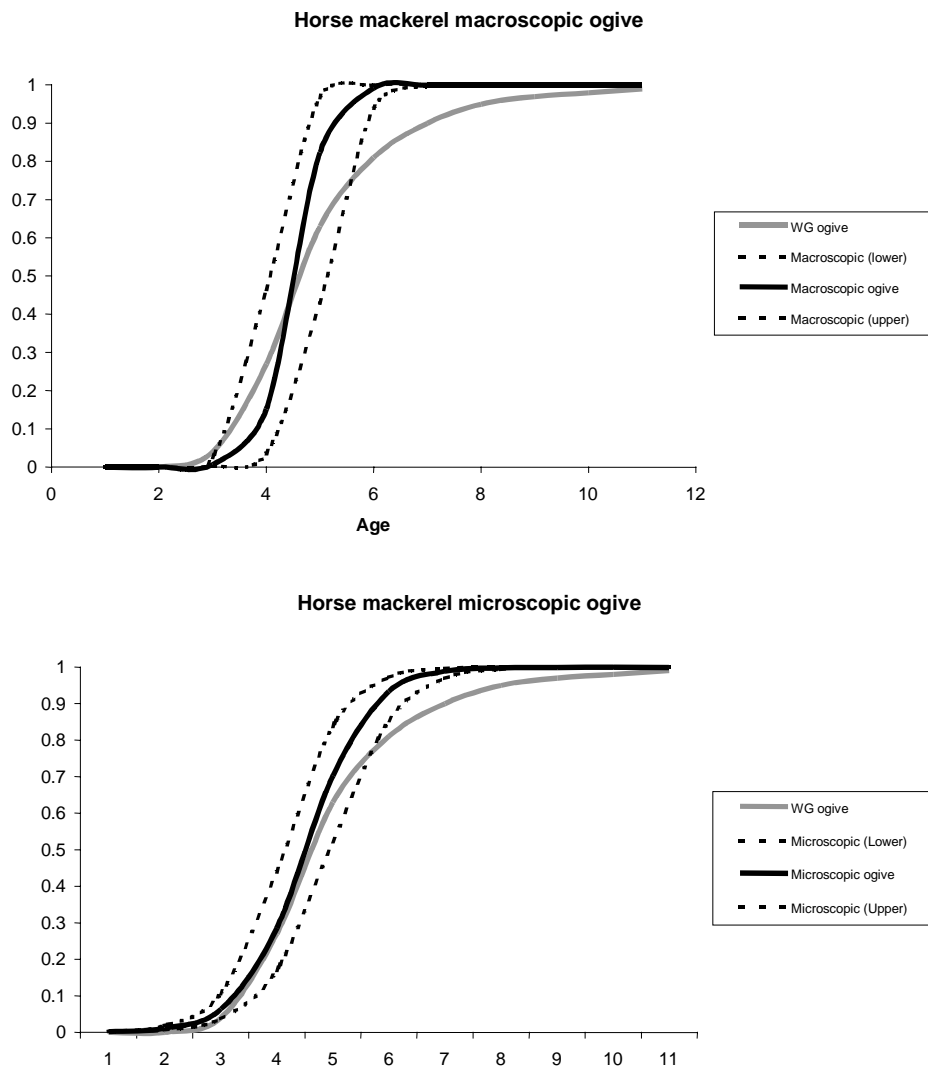 Horse mackerel macroscopic ogive
1
0.9
0.8
0.7
0.6
0.5
0.4
0.3
0.2
0.1
0
0 2 4 6 8 10 12
Age
WG ogive
Macroscopic (lower)
Macroscopic ogive
Macroscopic (upper)
Horse mackerel microscopic ogive
1
0.9
0.8
0.7
0.6
0.5
0.4
0.3
0.2
0.1
0
1 2 3 4 5 6 7 8 9 10 11
WG ogive
Microscopic (Lower)
Microscopic ogive
Microscopic (Upper)